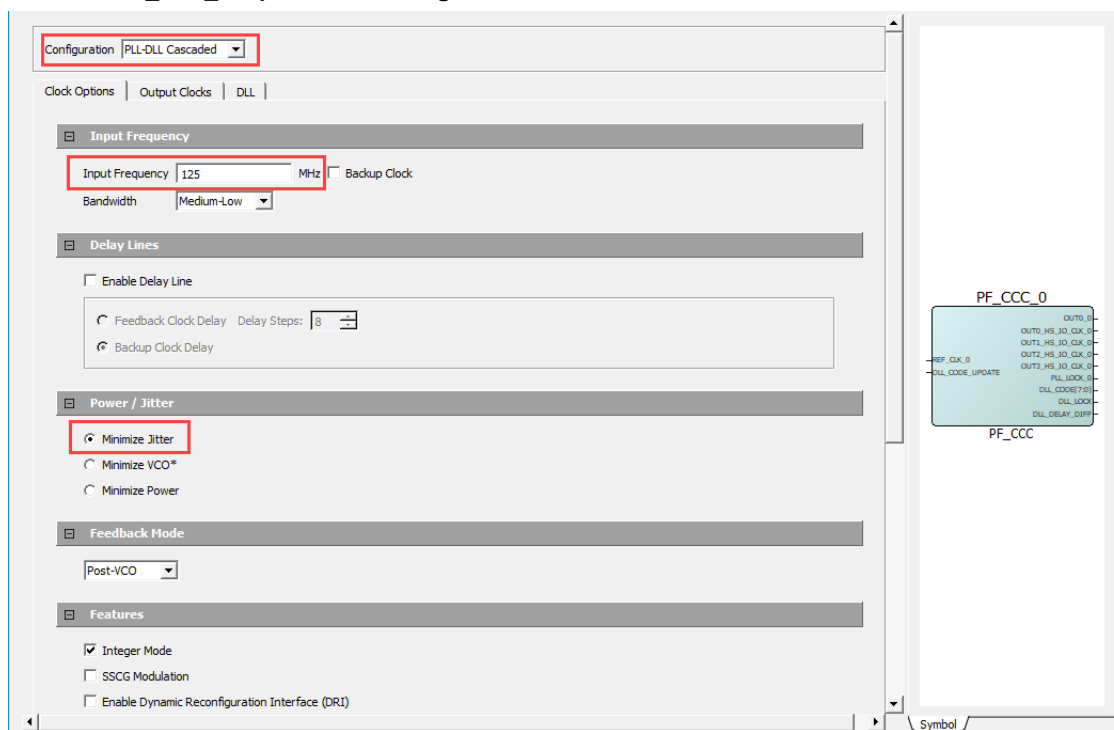 Configuration PLL-DLL Cascaded
Clock Options Output Clocks DLL
Input Frequency
Input Frequency 125 MHz Backup Clock
Bandwidth Medium-Low
Delay Lines
Enable Delay Line
Feedback Clock Delay Delay Steps: 8
Backup Clock Delay
Power / Jitter
Minimize Jitter
Minimize VCO*
Minimize Power
Feedback Mode
Post-VCO
Features
Integer Mode
SSCG Modulation
Enable Dynamic Reconfiguration Interface (DRI)
PF_CCC_0
OUT0_0
OUT0_HS_IO_CLK_0
OUT1_HS_IO_CLK_0
REF_CLK_0 OUT2_HS_IO_CLK_0
DLL_CODE_UPDATE OUT3_HS_IO_CLK_0
PLL_LOCK_0
DLL_CODE[7:0]
DLL_LOCK
DLL_DELAY_DIFF
PF_CCC
Symbol